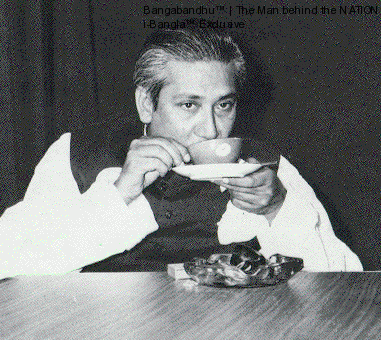 Bangabandhu™ | The Man behind the NATION
I-Bangla™ Exclusive